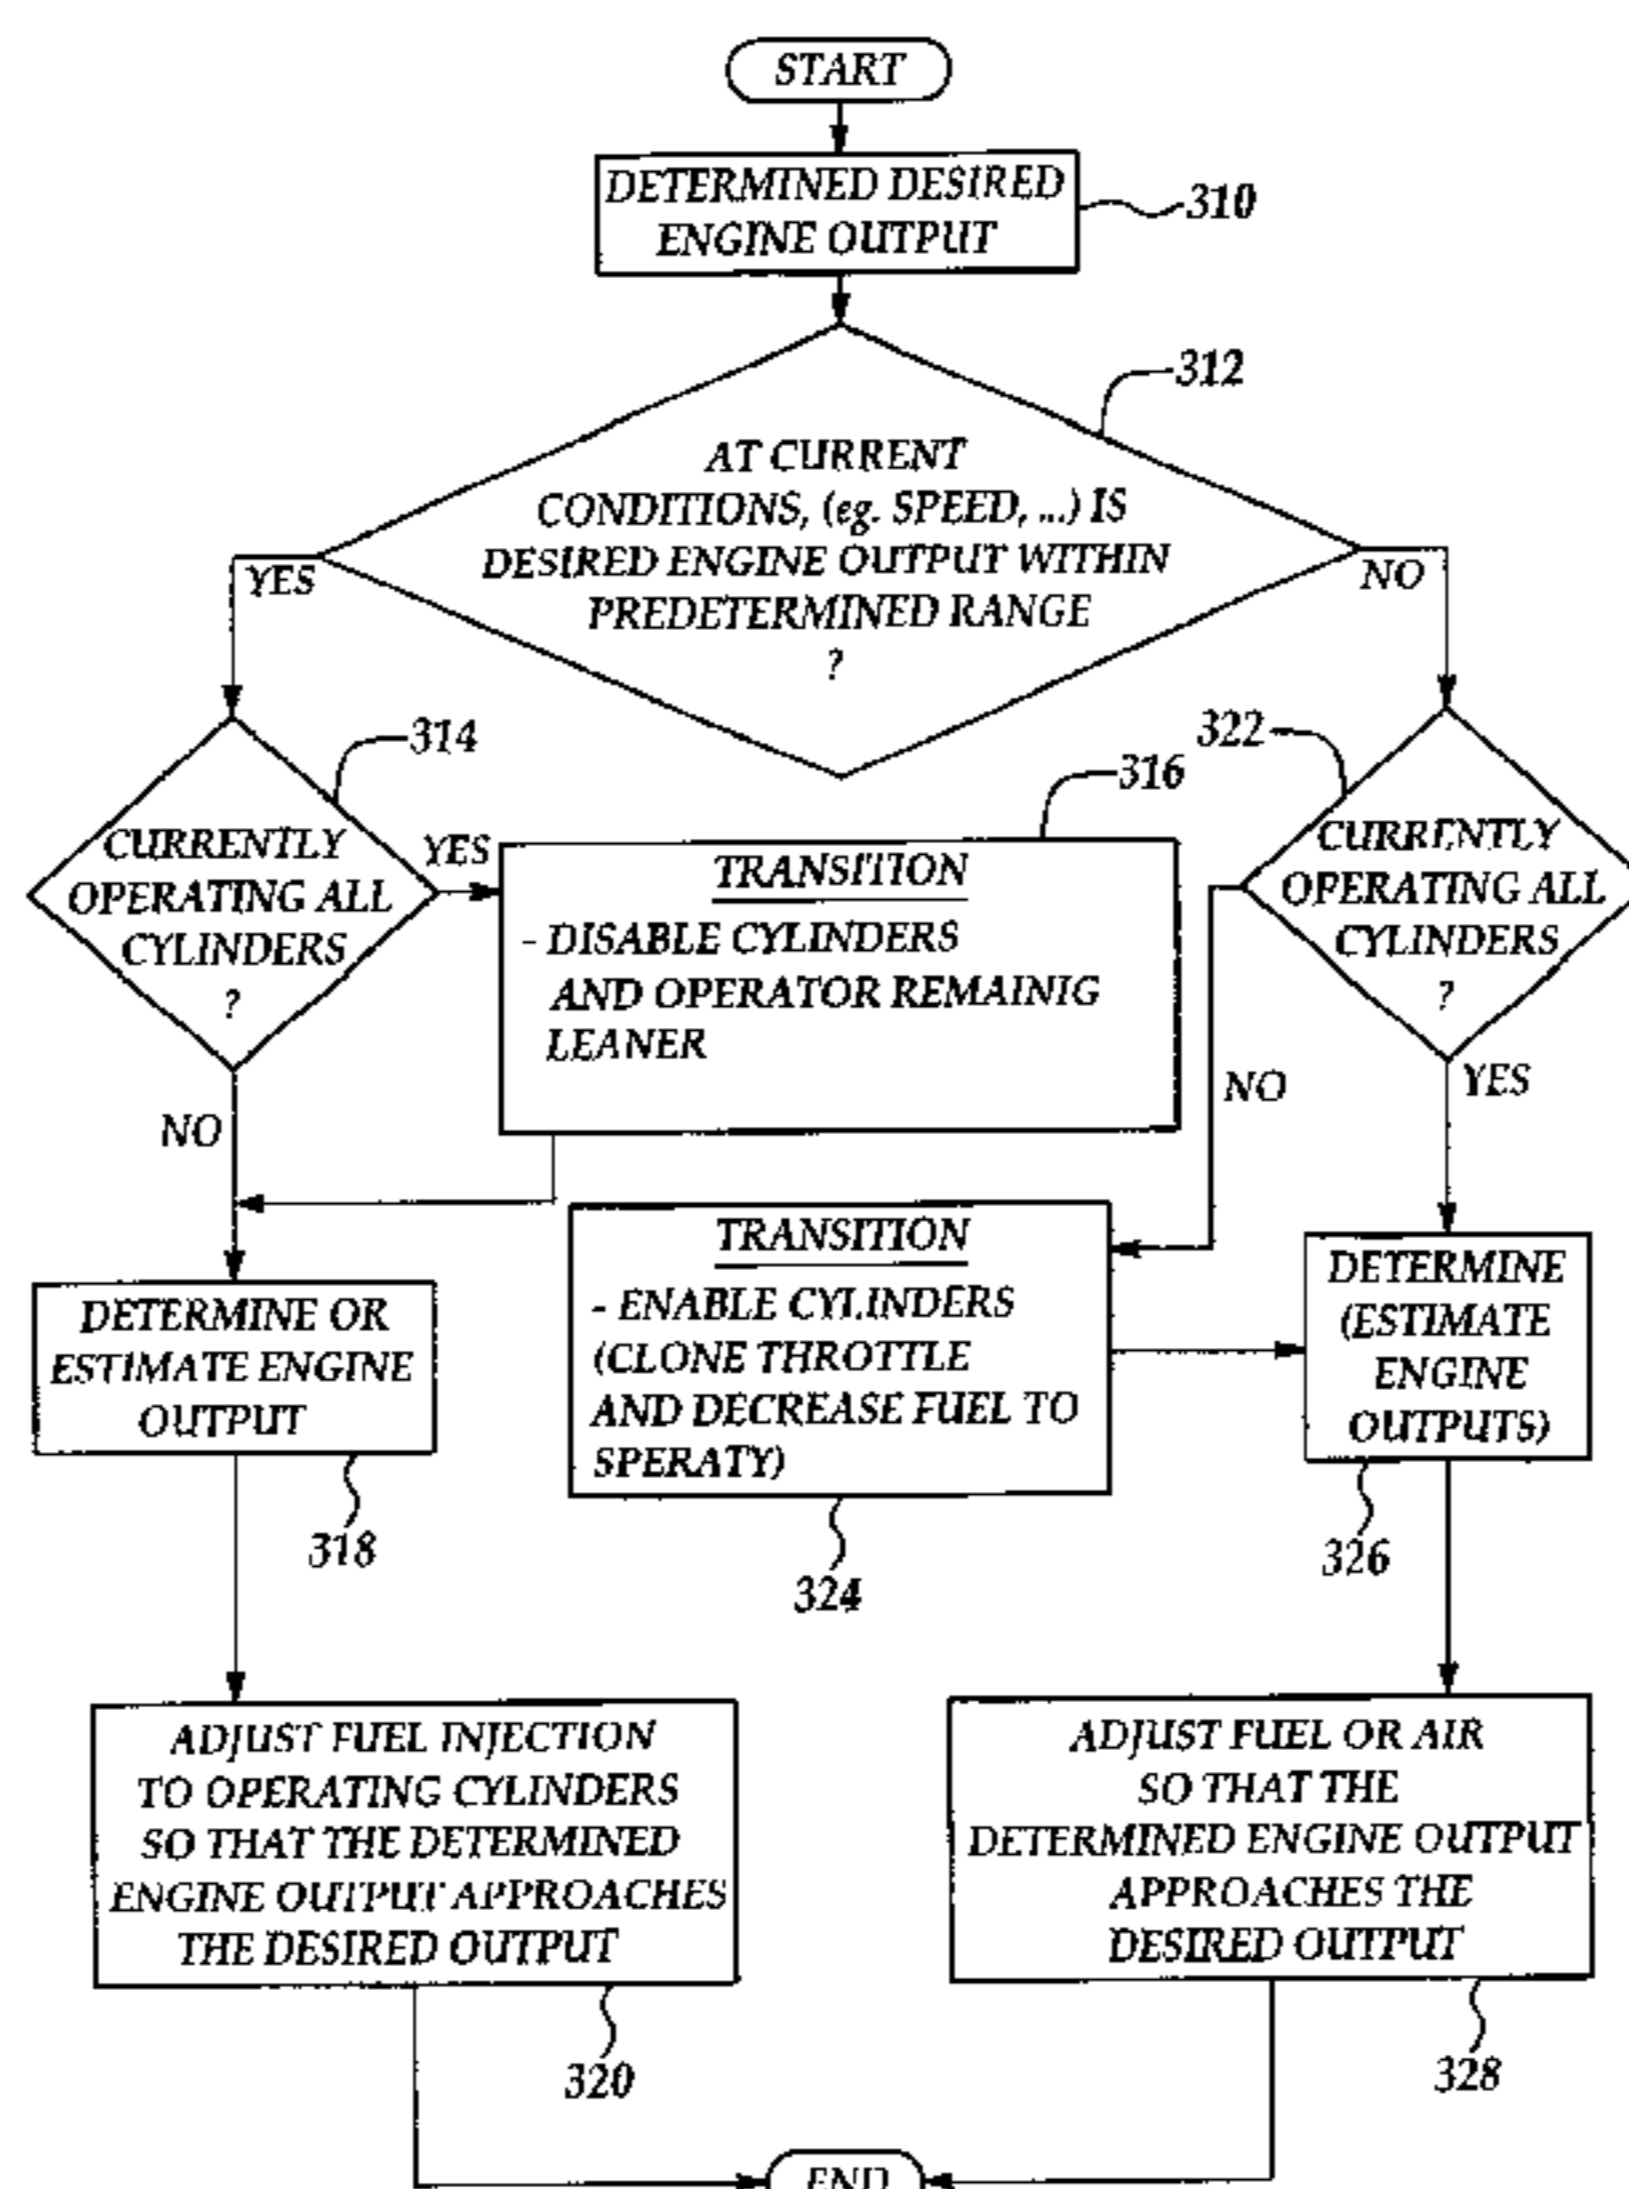 START
DETERMINED DESIRED
ENGINE OUTPUT
310
312
AT CURRENT
CONDITIONS, (eg. SPEED, ...) IS
DESIRED ENGINE OUTPUT WITHIN
PREDETERMINED RANGE
?
YES
NO
314
CURRENTLY
OPERATING ALL
CYLINDERS
?
YES
NO
316
TRANSITION
- DISABLE CYLINDERS
AND OPERATOR REMAINIG
LEANER
322
CURRENTLY
OPERATING ALL
CYLINDERS
?
NO
YES
DETERMINE OR
ESTIMATE ENGINE
OUTPUT
318
TRANSITION
- ENABLE CYLINDERS
(CLONE THROTTLE
AND DECREASE FUEL TO
SPERATY)
324
DETERMINE
(ESTIMATE
ENGINE
OUTPUTS)
326
ADJUST FUEL INJECTION
TO OPERATING CYLINDERS
SO THAT THE DETERMINED
ENGINE OUTPUT APPROACHES
THE DESIRED OUTPUT
320
ADJUST FUEL OR AIR
SO THAT THE
DETERMINED ENGINE OUTPUT
APPROACHES THE
DESIRED OUTPUT
328
END